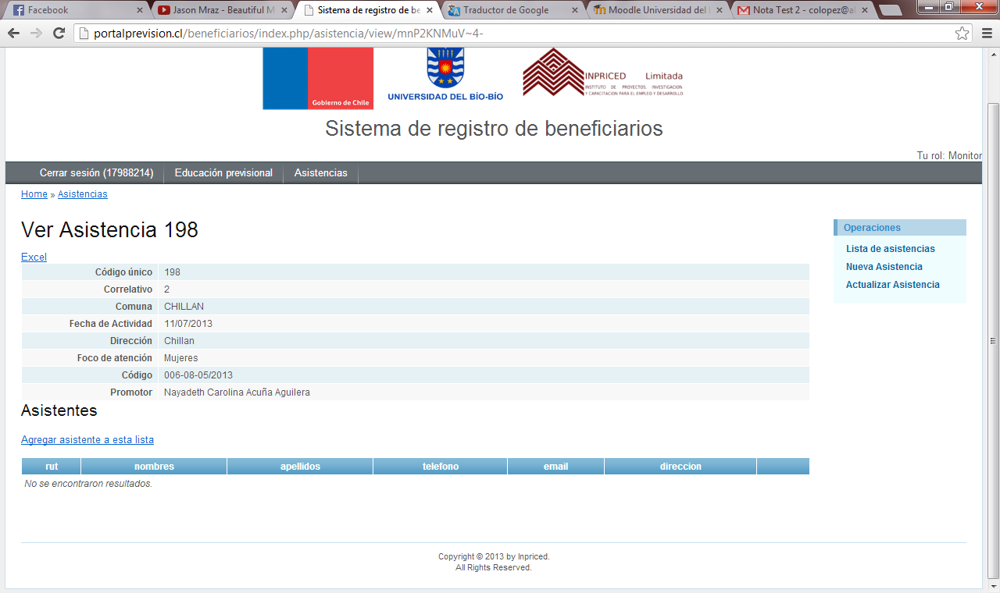 Facebook
Jason Mraz - Beautiful M
Sistema de registro de be
Traductor de Google
Moodle Universidad del
Nota Test 2 - colopez@al
portalprevision.cl/beneficiarios/index.php/asistencia/view/mnP2KNMuV~4-
Gobierno de Chile
UNIVERSIDAD DEL BÍO-BÍO
INPRICED Limitada
INSTITUTO DE PROYECTOS, INVESTIGACION
Y CAPACITACIÓN PARA EL EMPLEO Y DESARROLLO
Sistema de registro de beneficiarios
Tu rol: Monitor
Cerrar sesión (17988214) Educación previsional Asistencias
Home » Asistencias
Ver Asistencia 198
Excel
Código único 198
Correlativo 2
Comuna CHILLAN
Fecha de Actividad 11/07/2013
Dirección Chillan
Foco de atención Mujeres
Código 006-08-05/2013
Promotor Nayadeth Carolina Acuña Aguilera
Operaciones
Lista de asistencias
Nueva Asistencia
Actualizar Asistencia
Asistentes
Agregar asistente a esta lista
rut nombres apellidos telefono email direccion
No se encontraron resultados.
Copyright © 2013 by Inpriced.
All Rights Reserved.